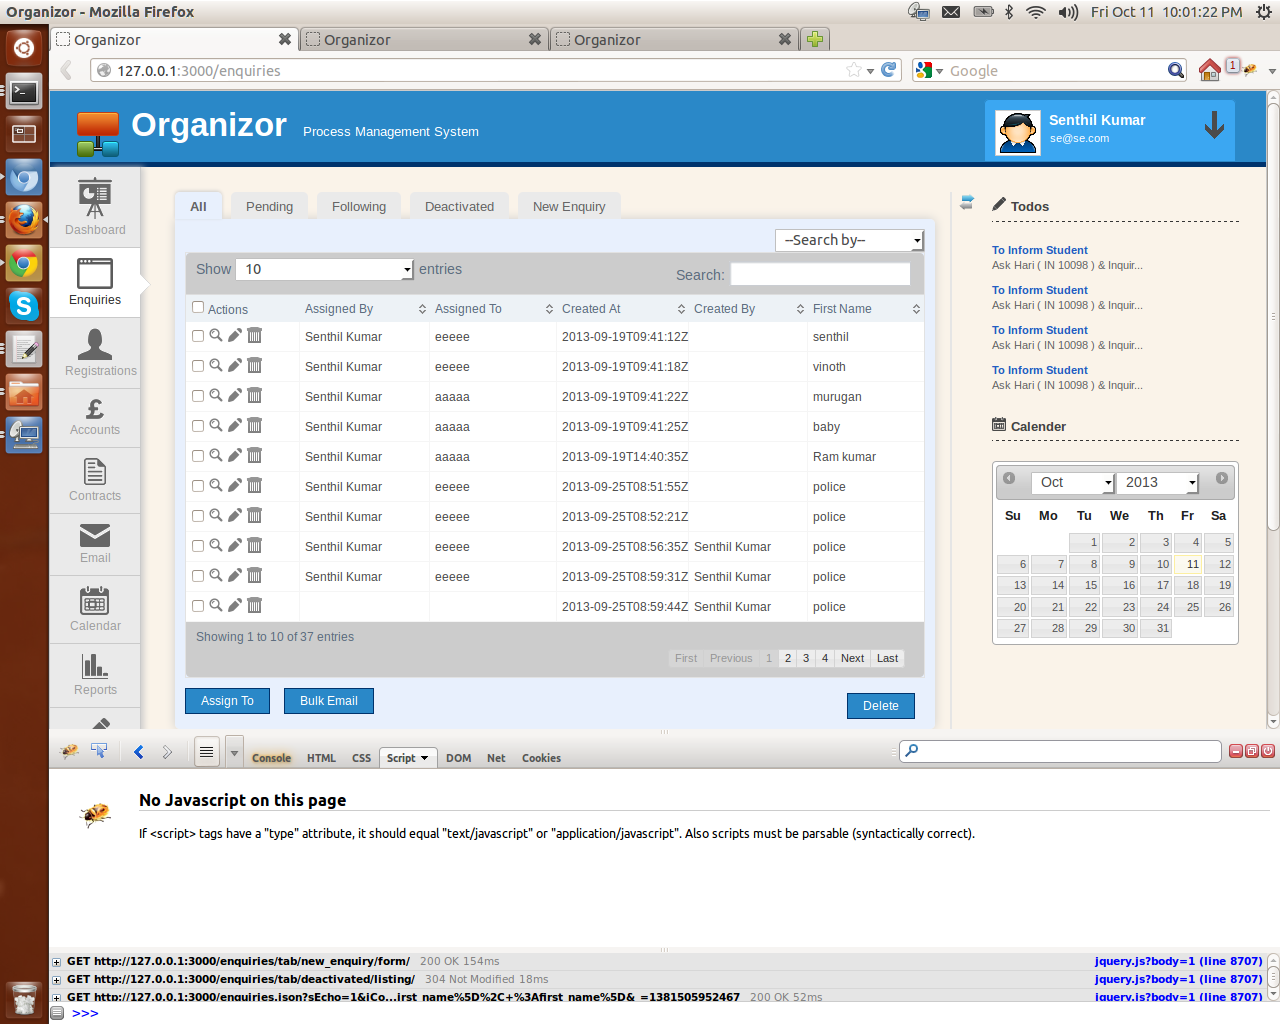 Organizor - Mozilla Firefox
Fri Oct 11 10:01:22 PM
Organizor
Organizor
Organizor
127.0.0.1:3000/enquiries
Google
1
Organizor Process Management System
Senthil Kumar
se@se.com
Dashboard
Enquiries
Registrations
Accounts
Contracts
Email
Calendar
Reports
All Pending Following Deactivated New Enquiry
--Search by--
Show 10 entries
Search:
Actions Assigned By Assigned To Created At Created By First Name
Senthil Kumar eeeee 2013-09-19T09:41:12Z senthil
Senthil Kumar eeeee 2013-09-19T09:41:18Z vinoth
Senthil Kumar aaaaa 2013-09-19T09:41:22Z murugan
Senthil Kumar aaaaa 2013-09-19T09:41:25Z baby
Senthil Kumar aaaaa 2013-09-19T14:40:35Z Ram kumar
Senthil Kumar eeeee 2013-09-25T08:51:55Z police
Senthil Kumar eeeee 2013-09-25T08:52:21Z police
Senthil Kumar eeeee 2013-09-25T08:56:35Z Senthil Kumar police
Senthil Kumar eeeee 2013-09-25T08:59:31Z Senthil Kumar police
2013-09-25T08:59:44Z Senthil Kumar police
Showing 1 to 10 of 37 entries
First Previous 1 2 3 4 Next Last
Assign To Bulk Email Delete
Todos
To Inform Student
Ask Hari ( IN 10098 ) & Inquir...
To Inform Student
Ask Hari ( IN 10098 ) & Inquir...
To Inform Student
Ask Hari ( IN 10098 ) & Inquir...
To Inform Student
Ask Hari ( IN 10098 ) & Inquir...
Calender
Oct 2013
Su Mo Tu We Th Fr Sa
1 2 3 4 5
6 7 8 9 10 11 12
13 14 15 16 17 18 19
20 21 22 23 24 25 26
27 28 29 30 31
Console HTML CSS Script DOM Net Cookies
No Javascript on this page
If <script> tags have a "type" attribute, it should equal "text/javascript" or "application/javascript". Also scripts must be parsable (syntactically correct).
GET http://127.0.0.1:3000/enquiries/tab/new_enquiry/form/ 200 OK 154ms jquery.js?body=1 (line 8707)
GET http://127.0.0.1:3000/enquiries/tab/deactivated/listing/ 304 Not Modified 18ms jquery.js?body=1 (line 8707)
GET http://127.0.0.1:3000/enquiries.json?sEcho=1&iCo...irst_name%5D%2C+%3Afirst_name%5D&_=1381505952467 200 OK 52ms jquery.js?body=1 (line 8707)
>>>